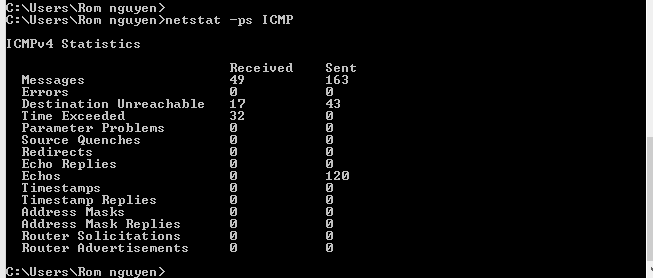 C:\Users\Rom nguyen>
C:\Users\Rom nguyen>netstat -ps ICMP
ICMPv4 Statistics
Received Sent
Messages 49 163
Errors 0 0
Destination Unreachable 17 43
Time Exceeded 32 0
Parameter Problems 0 0
Source Quenches 0 0
Redirects 0 0
Echo Replies 0 0
Echos 0 120
Timestamps 0 0
Timestamp Replies 0 0
Address Masks 0 0
Address Mask Replies 0 0
Router Solicitations 0 0
Router Advertisements 0 0
C:\Users\Rom nguyen>